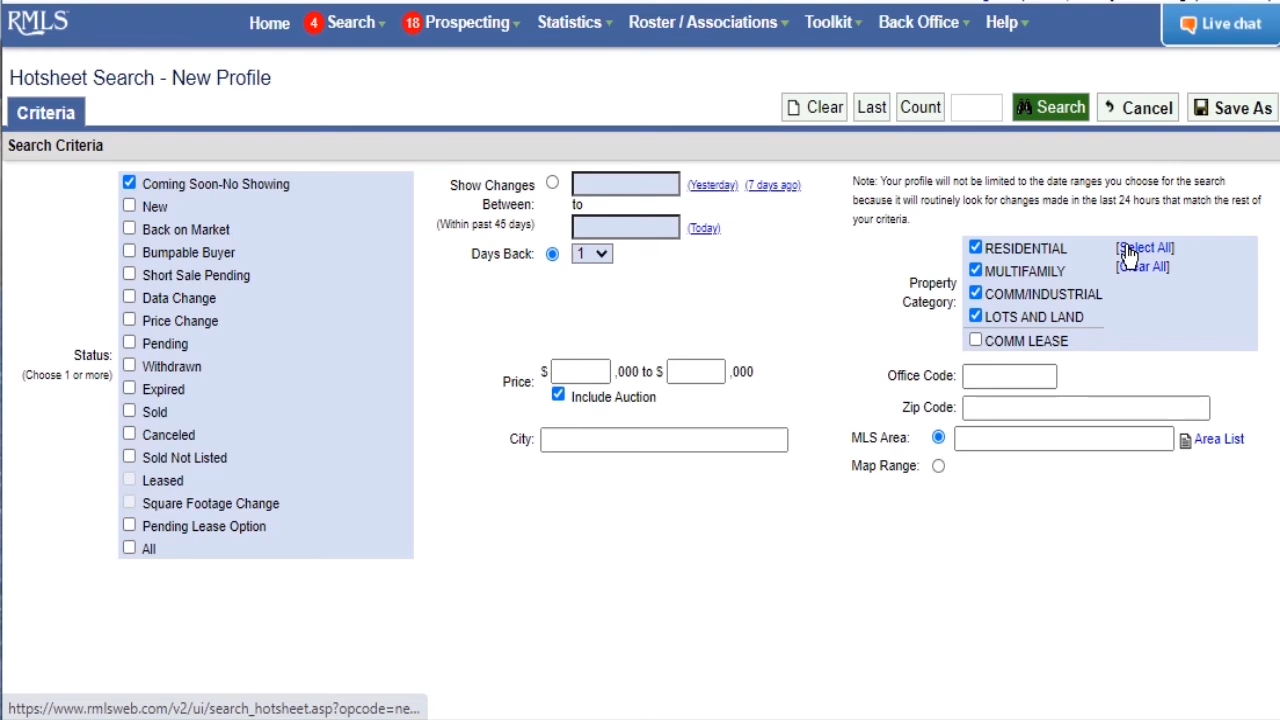 RMLS Home 4 Search 18 Prospecting Statistics Roster / Associations Toolkit Back Office Help Live chat
Hotsheet Search - New Profile
Criteria
Clear Last Count Search Cancel Save As
Search Criteria
Status:
(Choose 1 or more)
Coming Soon-No Showing
New
Back on Market
Bumpable Buyer
Short Sale Pending
Data Change
Price Change
Pending
Withdrawn
Expired
Sold
Canceled
Sold Not Listed
Leased
Square Footage Change
Pending Lease Option
All
Show Changes (Yesterday) (7 days ago)
Between: to
(Within past 45 days) (Today)
Days Back: 1
Price: $ ,000 to $ ,000
Include Auction
City:
Note: Your profile will not be limited to the date ranges you choose for the search
because it will routinely look for changes made in the last 24 hours that match the rest of
your criteria.
Property
Category:
RESIDENTIAL [Select All]
MULTIFAMILY [Clear All]
COMM/INDUSTRIAL
LOTS AND LAND
COMM LEASE
Office Code:
Zip Code:
MLS Area: Area List
Map Range:
https://www.rmlsweb.com/v2/ui/search_hotsheet.asp?opcode=ne...